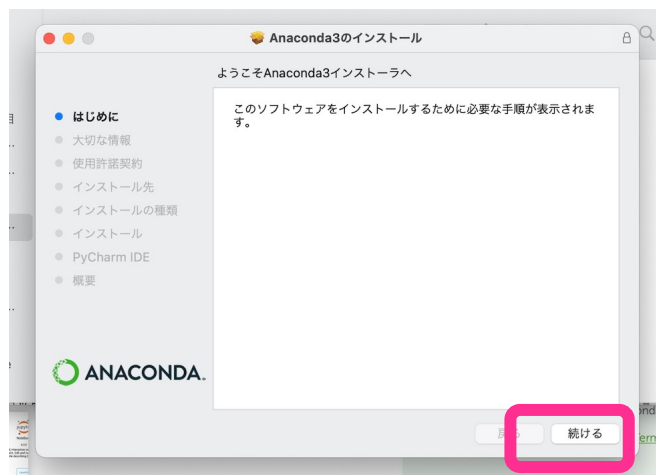 Anaconda3のインストール
ようこそAnaconda3インストーラへ
はじめに
大切な情報
使用許諾契約
インストール先
インストールの種類
インストール
PyCharm IDE
概要
このソフトウェアをインストールするために必要な手順が表示されま
す。
ANACONDA.
続ける